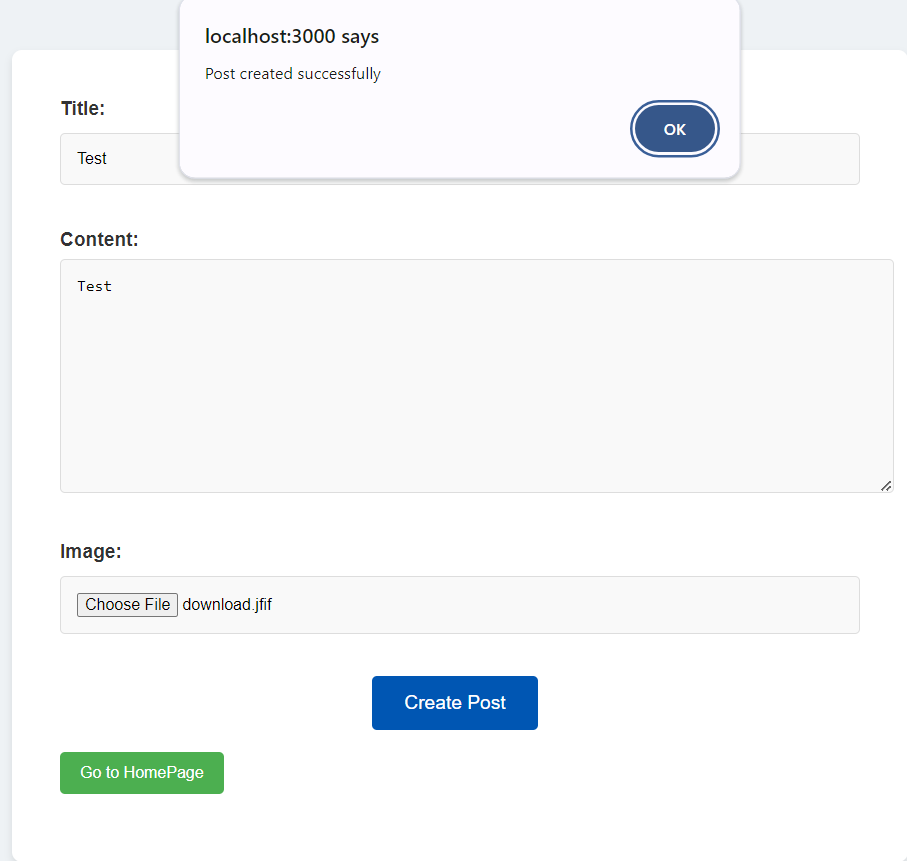 localhost:3000 says
Post created successfully
OK
Title:
Test
Content:
Test
Image:
Choose File download.jfif
Create Post
Go to HomePage